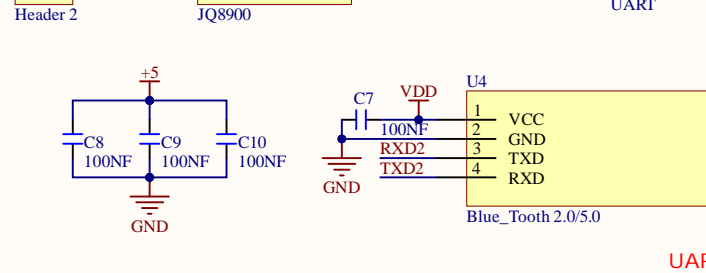 Header 2
JQ8900
UART
+5
C8
100NF
C9
100NF
C10
100NF
GND
C7
100NF
VDD
GND
RXD2
TXD2
U4
1 VCC
2 GND
3 TXD
4 RXD
Blue_Tooth 2.0/5.0